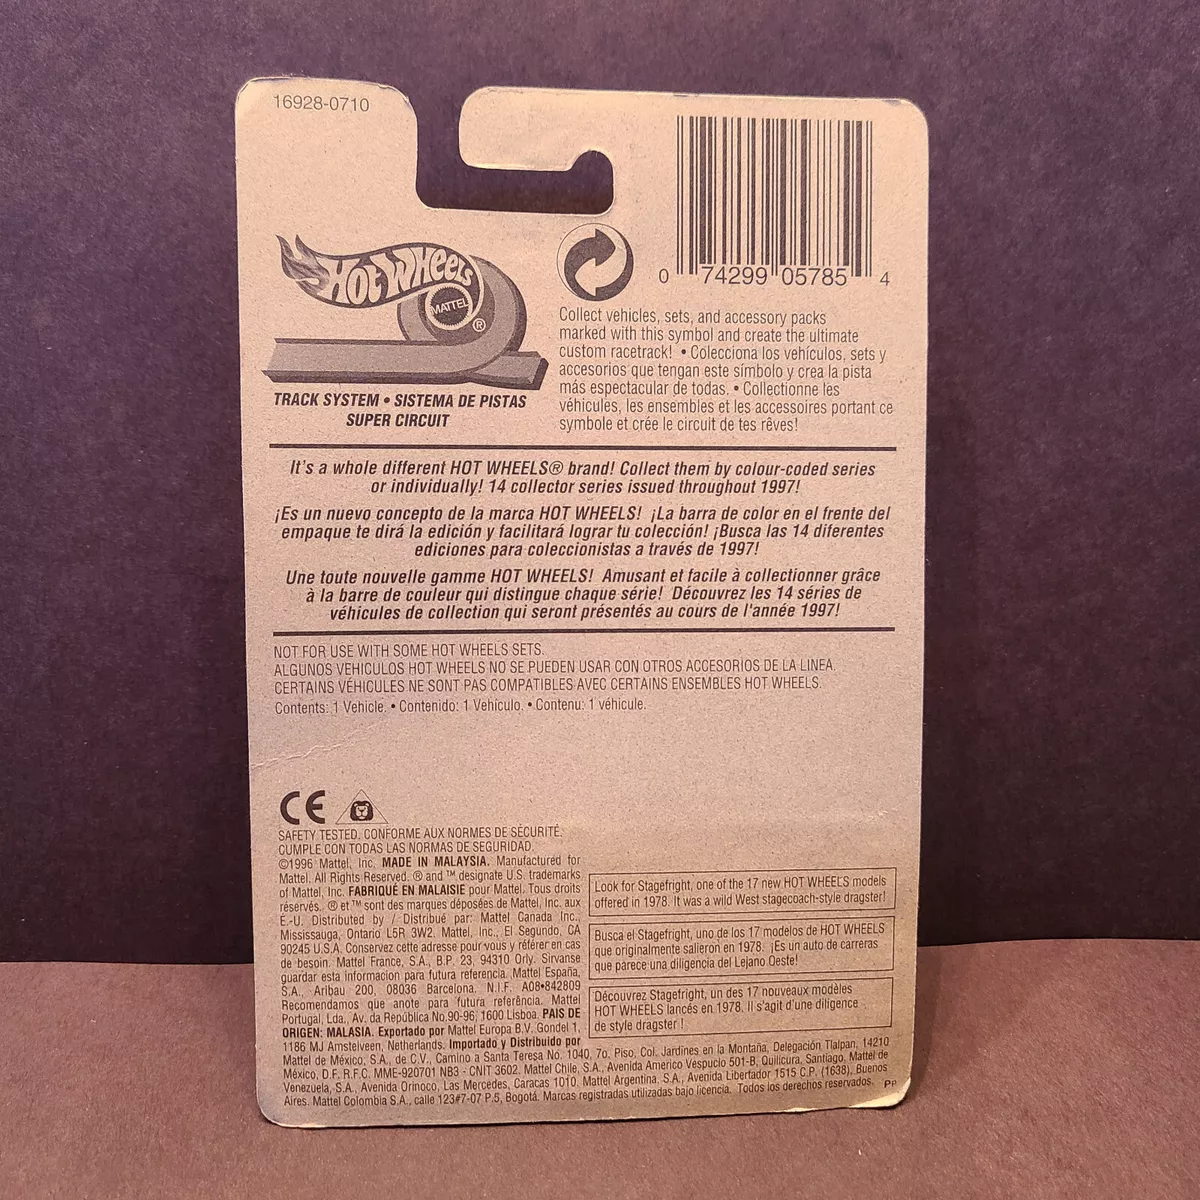 16928-0710
0 74299 05785 4
HOT WHEELS
MATTEL
®
TRACK SYSTEM • SISTEMA DE PISTAS
SUPER CIRCUIT
Collect vehicles, sets, and accessory packs
marked with this symbol and create the ultimate
custom racetrack! • Colecciona los vehículos, sets y
accesorios que tengan este símbolo y crea la pista
más espectacular de todas. • Collectionne les
véhicules, les ensembles et les accessoires portant ce
symbole et crée le circuit de tes rêves!
It's a whole different HOT WHEELS® brand! Collect them by colour-coded series
or individually! 14 collector series issued throughout 1997!
¡Es un nuevo concepto de la marca HOT WHEELS! ¡La barra de color en el frente del
empaque te dirá la edición y facilitará lograr tu colección! ¡Busca las 14 diferentes
ediciones para coleccionistas a través de 1997!
Une toute nouvelle gamme HOT WHEELS! Amusant et facile à collectionner grâce
à la barre de couleur qui distingue chaque série! Découvrez les 14 séries de
véhicules de collection qui seront présentés au cours de l'année 1997!
NOT FOR USE WITH SOME HOT WHEELS SETS.
ALGUNOS VEHICULOS HOT WHEELS NO SE PUEDEN USAR CON OTROS ACCESORIOS DE LA LINEA.
CERTAINS VÉHICULES NE SONT PAS COMPATIBLES AVEC CERTAINS ENSEMBLES HOT WHEELS.
Contents: 1 Vehicle. • Contenido: 1 Vehículo. • Contenu: 1 véhicule.
CE
SAFETY TESTED. CONFORME AUX NORMES DE SÉCURITÉ.
CUMPLE CON TODAS LAS NORMAS DE SEGURIDAD.
©1996 Mattel, Inc. MADE IN MALAYSIA. Manufactured for
Mattel. All Rights Reserved. ® and ™ designate U.S. trademarks
of Mattel, Inc. FABRIQUÉ EN MALAISIE pour Mattel. Tous droits
réservés. ® et ™ sont des marques déposées de Mattel, Inc. aux
É.-U. Distributed by / Distribué par: Mattel Canada Inc.,
Mississauga, Ontario L5R 3W2. Mattel, Inc., El Segundo, CA
90245 U.S.A. Conservez cette adresse pour vous y référer en cas
de besoin. Mattel France, S.A., B.P. 23, 94310 Orly. Sirvanse
guardar esta informacion para futura referencia. Mattel España,
S.A., Aribau 200, 08036 Barcelona. N.I.F. A08•842809
Recomendamos que anote para futura referência. Mattel
Portugal, Lda., Av. da República No.90-96, 1600 Lisboa. PAIS DE
ORIGEN: MALASIA. Exportado por Mattel Europa B.V. Gondel 1,
1186 MJ Amstelveen, Netherlands. Importado y Distribuido por
Mattel de México, S.A., de C.V., Camino a Santa Teresa No. 1040, 7o. Piso, Col. Jardines en la Montaña, Delegación Tlalpan, 14210
México, D.F. R.F.C. MME-920701 NB3 - CNIT 3602. Mattel Chile, S.A., Avenida Americo Vespucio 501-B, Quilicura, Santiago, Mattel de
Venezuela, S.A., Avenida Orinoco, Las Mercedes, Caracas 1010. Mattel Argentina, S.A., Avenida Libertador 1515 C.P. (1638), Buenos
Aires. Mattel Colombia S.A., calle 123#7-07 P.5, Bogotá. Marcas registradas utilizadas bajo licencia. Todos los derechos reservados.
Look for Stagefright, one of the 17 new HOT WHEELS models
offered in 1978. It was a wild West stagecoach-style dragster!
Busca el Stagefright, uno de los 17 modelos de HOT WHEELS
que originalmente salieron en 1978. ¡Es un auto de carreras
que parece una diligencia del Lejano Oeste!
Découvrez Stagefright, un des 17 nouveaux modèles
HOT WHEELS lancés en 1978. Il s'agit d'une diligence
de style dragster !